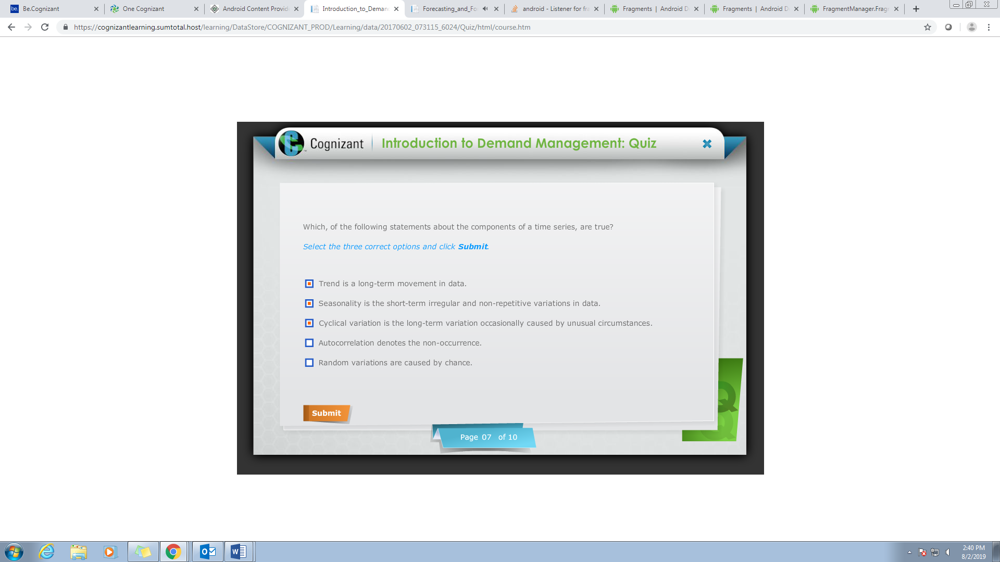 Be.Cognizant
One Cognizant
Android Content Provid
Introduction_to_Deman
Forecasting_and_Fo
android - Listener for fra
Fragments | Android D
Fragments | Android D
FragmentManager.Frag
https://cognizantlearning.sumtotal.host/learning/DataStore/COGNIZANT_PROD/Learning/data/20170602_073115_6024/Quiz/html/course.htm
Cognizant
Introduction to Demand Management: Quiz
Which, of the following statements about the components of a time series, are true?
Select the three correct options and click Submit.
Trend is a long-term movement in data.
Seasonality is the short-term irregular and non-repetitive variations in data.
Cyclical variation is the long-term variation occasionally caused by unusual circumstances.
Autocorrelation denotes the non-occurrence.
Random variations are caused by chance.
Submit
Page 07 of 10
2:40 PM
8/2/2019